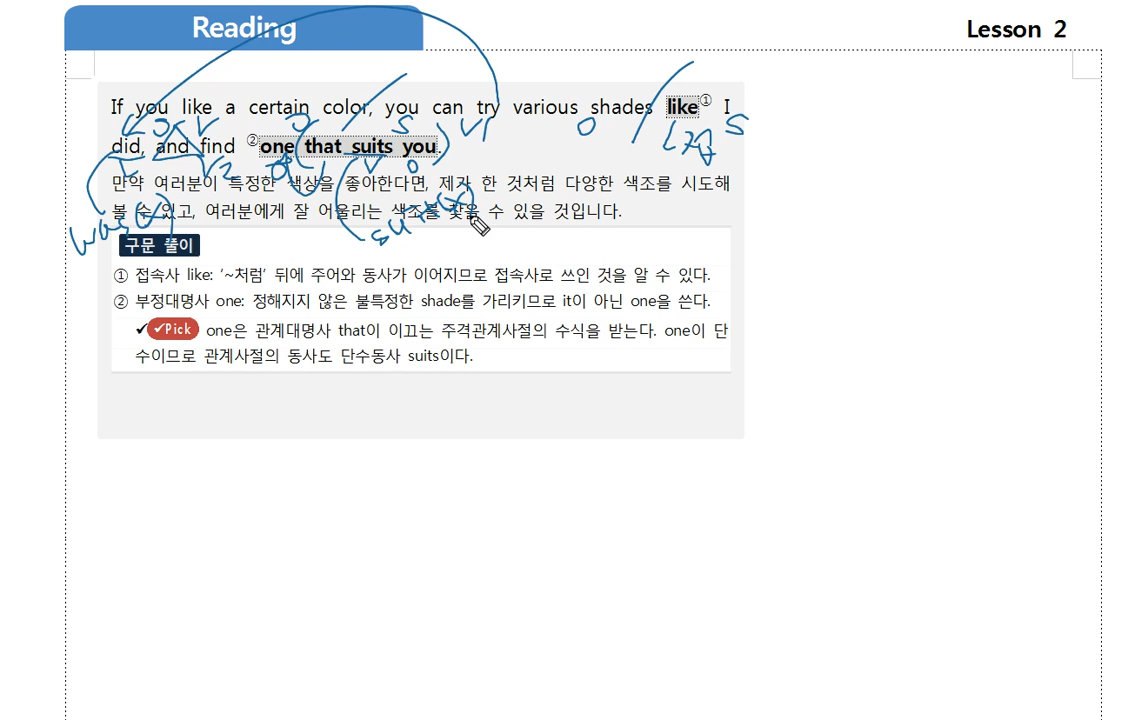 Reading
Lesson 2
If you like a certain color, you can try various shades like① I
did, and find ②one that suits you.
만약 여러분이 특정한 색상을 좋아한다면, 제가 한 것처럼 다양한 색조를 시도해
볼 수 있고, 여러분에게 잘 어울리는 색조를 찾을 수 있을 것입니다.
구문 풀이
① 접속사 like: ‘~처럼’ 뒤에 주어와 동사가 이어지므로 접속사로 쓰인 것을 알 수 있다.
② 부정대명사 one: 정해지지 않은 불특정한 shade를 가리키므로 it이 아닌 one을 쓴다.
✔ ✔Pick one은 관계대명사 that이 이끄는 주격관계사절의 수식을 받는다. one이 단
수이므로 관계사절의 동사도 단수동사 suits이다.
S
V1
O
S
V
V2
V
O
was(X)
suit(X)